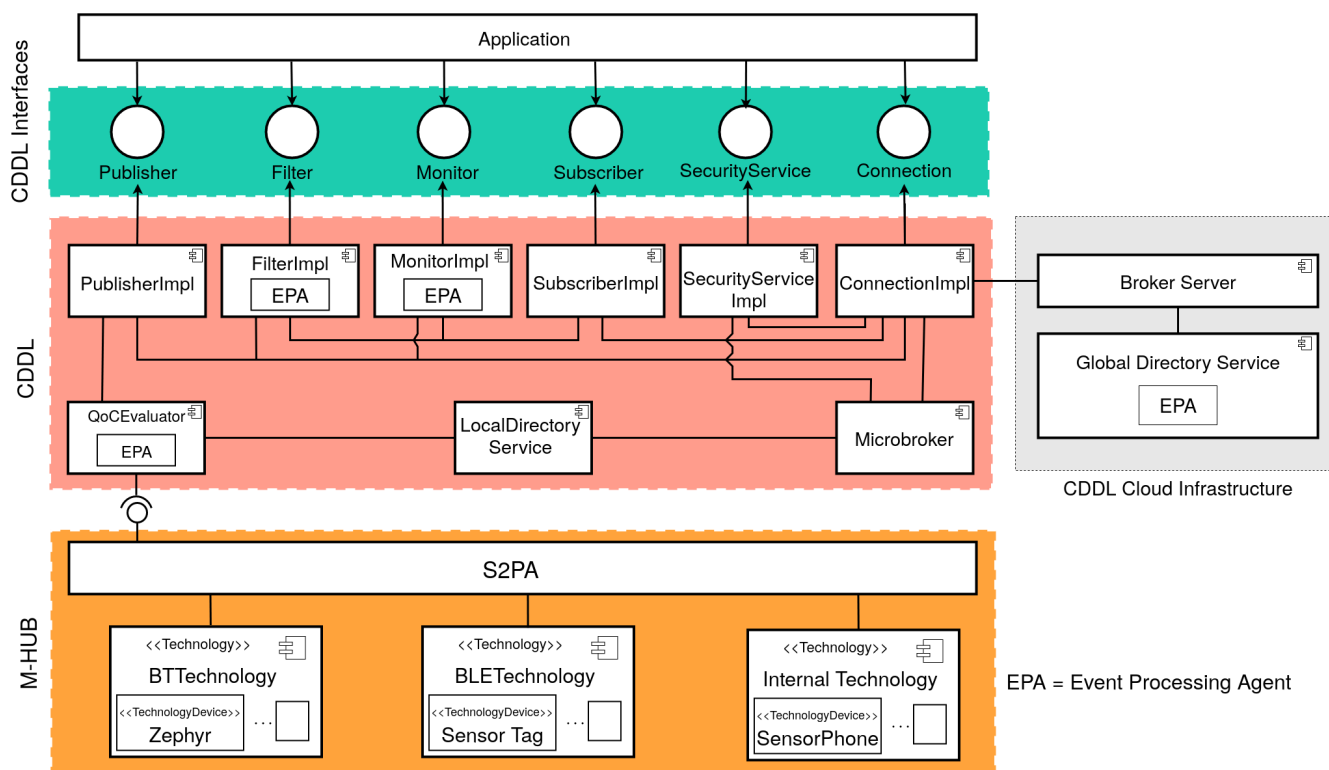 Application
CDDL Interfaces
Publisher
Filter
Monitor
Subscriber
SecurityService
Connection
CDDL
PublisherImpl
FilterImpl
EPA
MonitorImpl
EPA
SubscriberImpl
SecurityService
Impl
ConnectionImpl
Broker Server
Global Directory Service
EPA
CDDL Cloud Infrastructure
QoCEvaluator
EPA
LocalDirectory
Service
Microbroker
M-HUB
S2PA
<<Technology>>
BTTechnology
<<TechnologyDevice>>
Zephyr
...
<<Technology>>
BLETechnology
<<TechnologyDevice>>
Sensor Tag
...
<<Technology>>
Internal Technology
<<TechnologyDevice>>
SensorPhone
...
EPA = Event Processing Agent